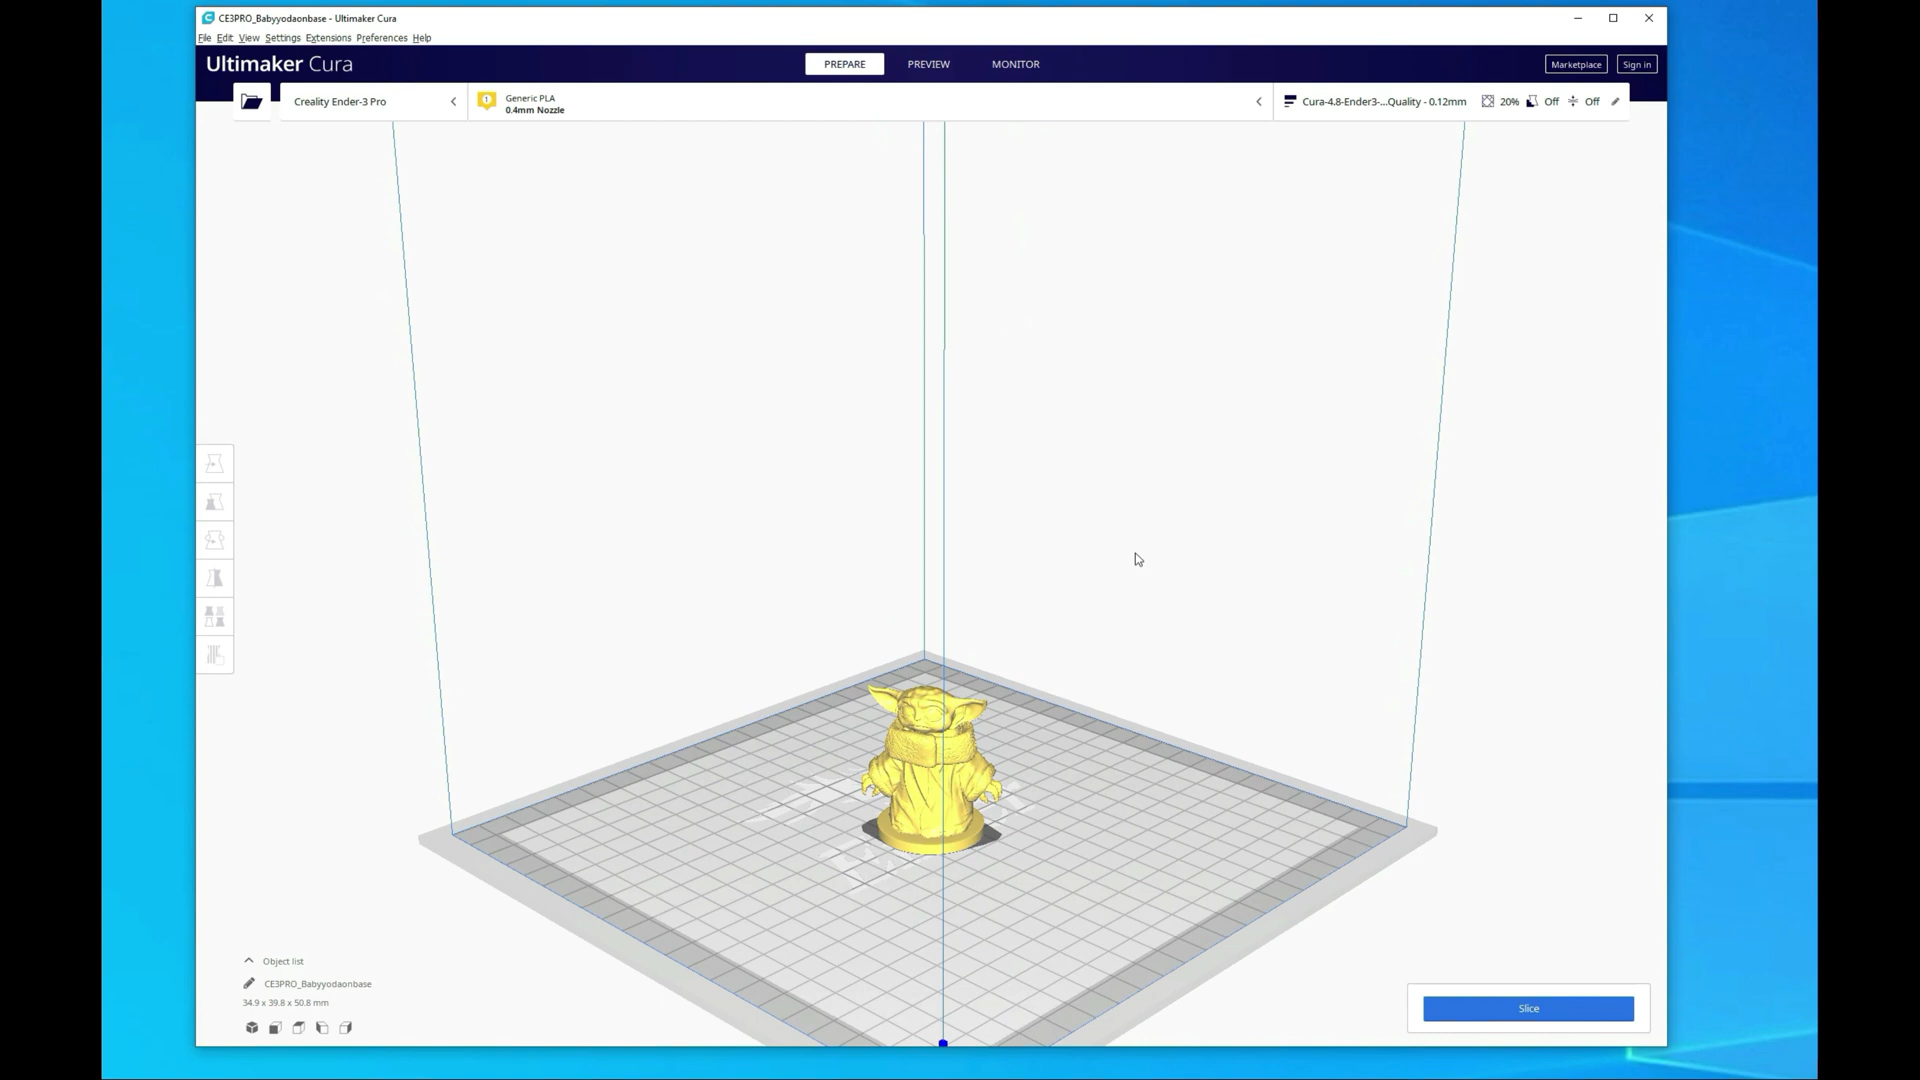 CE3PRO_Babyyodaonbase - Ultimaker Cura
File Edit View Settings Extensions Preferences Help
Ultimaker Cura
PREPARE
PREVIEW
MONITOR
Marketplace
Sign in
Creality Ender-3 Pro
1
Generic PLA
0.4mm Nozzle
Cura-4.8-Ender3-...Quality - 0.12mm
20%
Off
Off
Object list
CE3PRO_Babyyodaonbase
34.9 x 39.8 x 50.8 mm
Slice